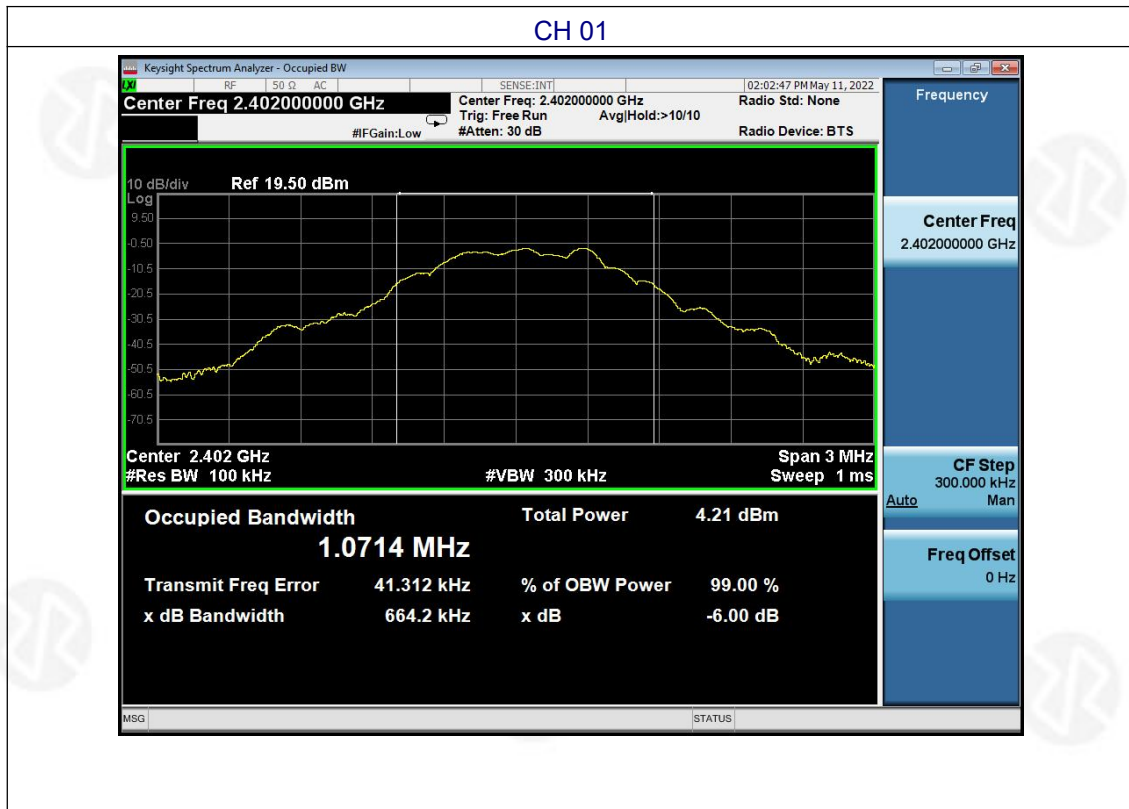 CH 01
Keysight Spectrum Analyzer - Occupied BW
LXI RF 50 Ω AC SENSE:INT 02:02:47 PM May 11, 2022
Center Freq 2.402000000 GHz
Center Freq: 2.402000000 GHz Radio Std: None
Trig: Free Run Avg|Hold:>10/10
#IFGain:Low #Atten: 30 dB Radio Device: BTS
10 dB/div Ref 19.50 dBm
Log
9.50
-0.50
-10.5
-20.5
-30.5
-40.5
-50.5
-60.5
-70.5
Center 2.402 GHz Span 3 MHz
#Res BW 100 kHz #VBW 300 kHz Sweep 1 ms
Occupied Bandwidth Total Power 4.21 dBm
1.0714 MHz
Transmit Freq Error 41.312 kHz % of OBW Power 99.00 %
x dB Bandwidth 664.2 kHz x dB -6.00 dB
MSG STATUS
Frequency
Center Freq
2.402000000 GHz
CF Step
300.000 kHz
Auto Man
Freq Offset
0 Hz